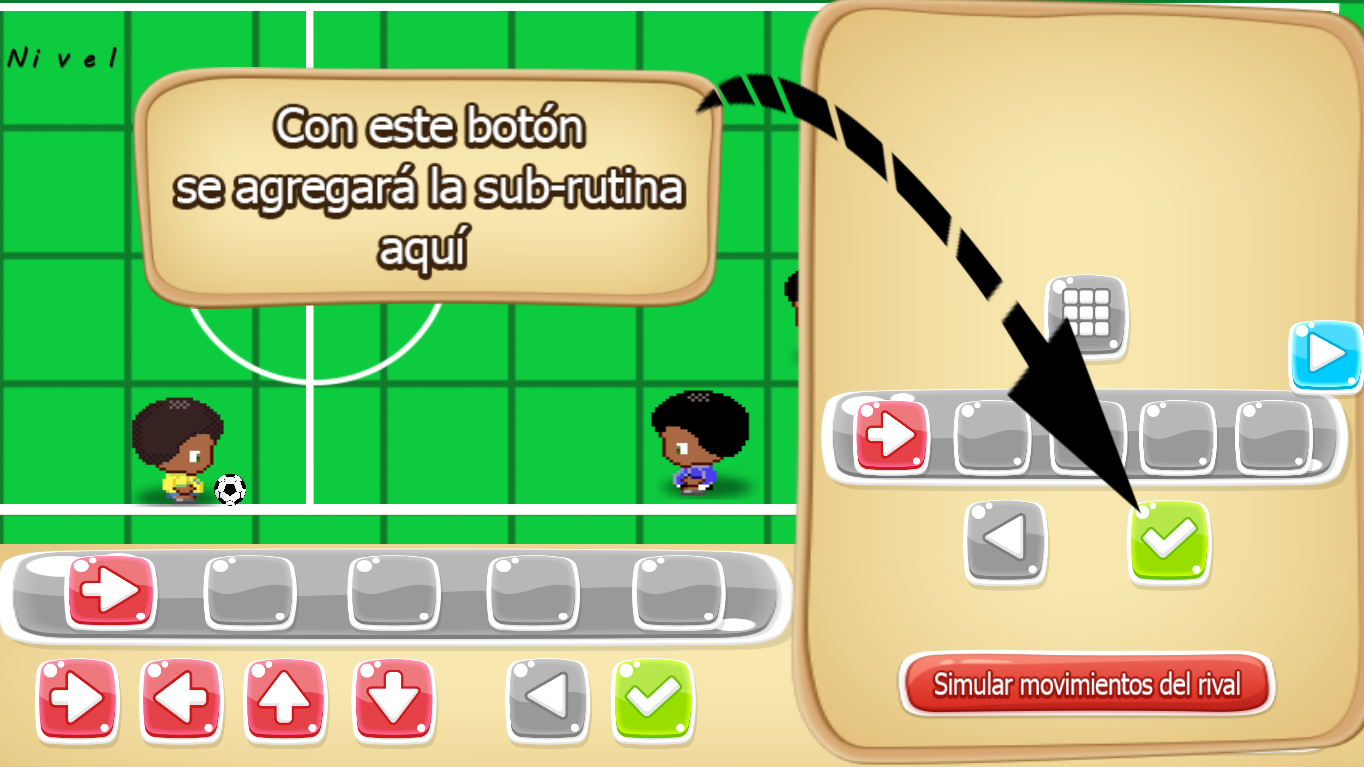 Nivel
Con este botón
se agregará la sub-rutina
aquí
Simular movimientos del rival